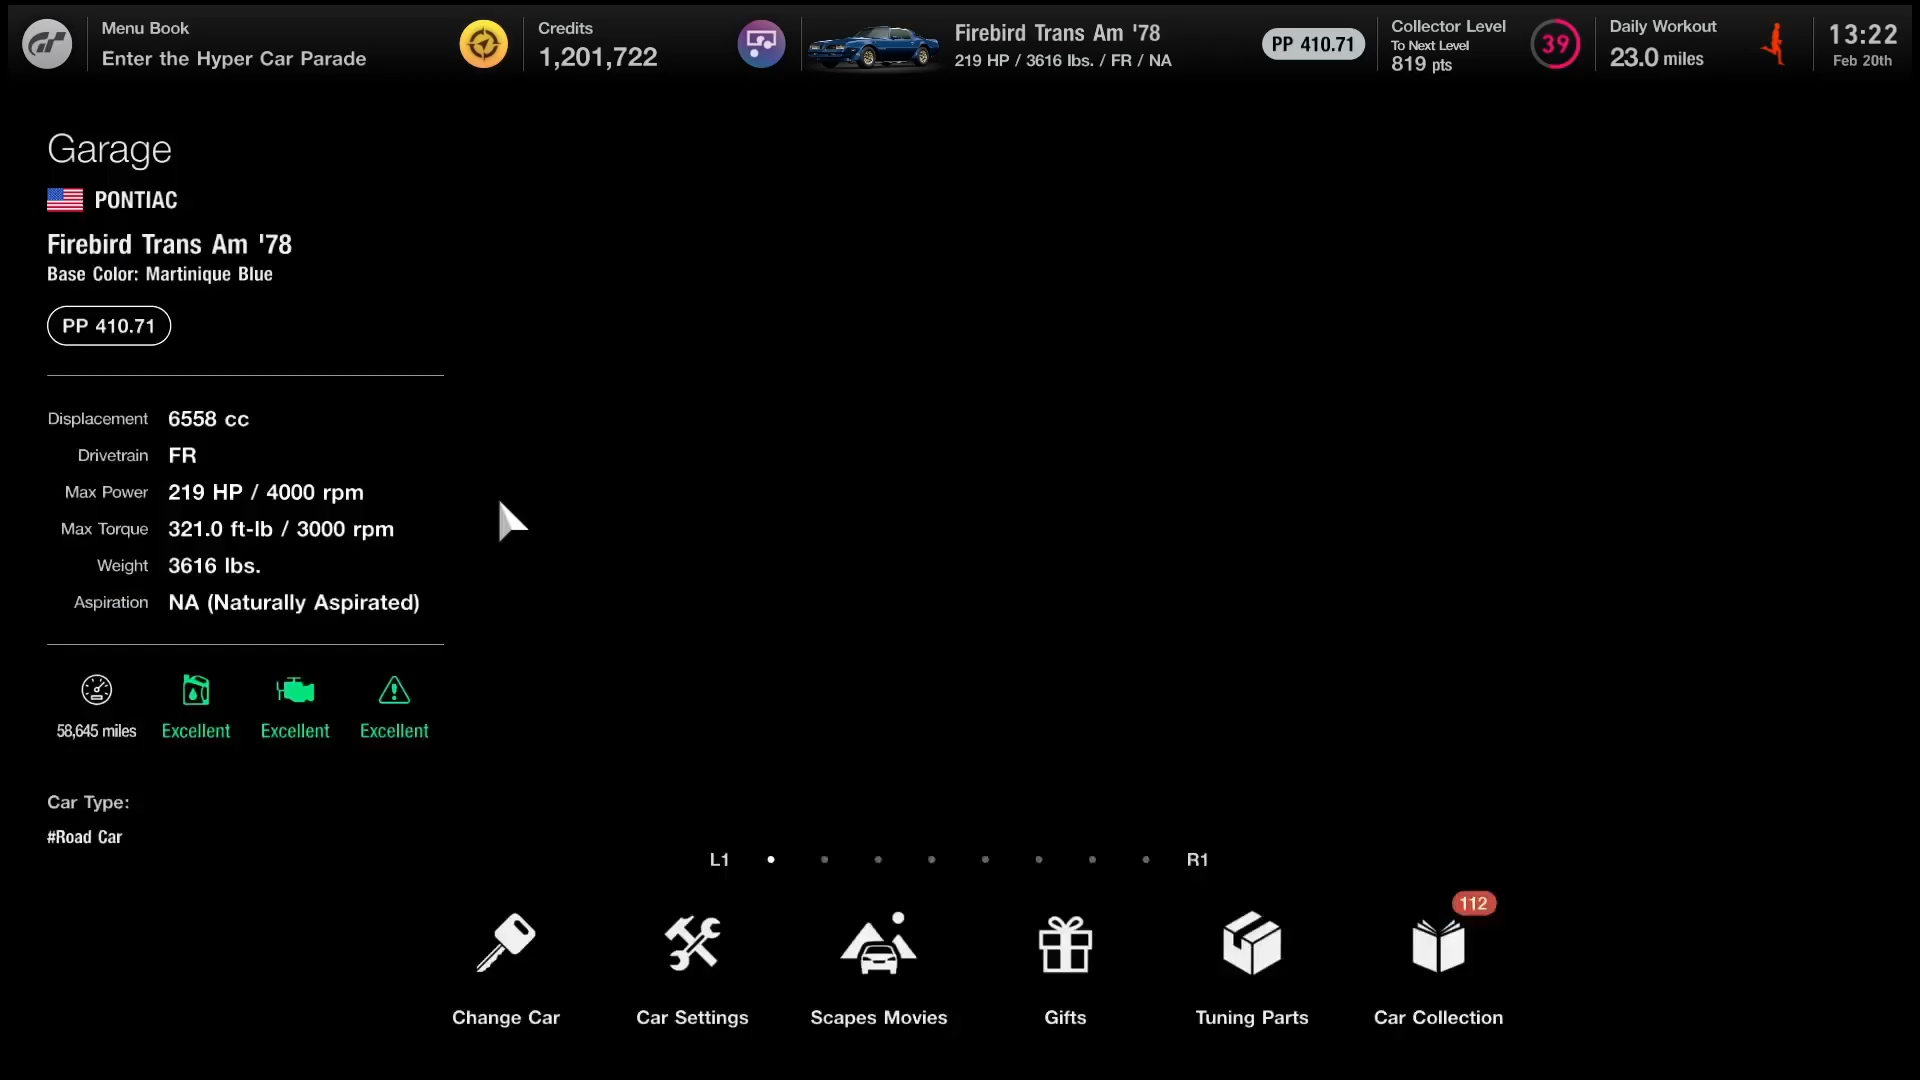 Menu Book
Enter the Hyper Car Parade
Credits
1,201,722
Firebird Trans Am '78
219 HP / 3616 lbs. / FR / NA
PP 410.71
Collector Level
To Next Level
819 pts
39
Daily Workout
23.0 miles
13:22
Feb 20th
Garage
PONTIAC
Firebird Trans Am '78
Base Color: Martinique Blue
PP 410.71
Displacement 6558 cc
Drivetrain FR
Max Power 219 HP / 4000 rpm
Max Torque 321.0 ft-lb / 3000 rpm
Weight 3616 lbs.
Aspiration NA (Naturally Aspirated)
58,645 miles Excellent Excellent Excellent
Car Type:
#Road Car
L1 R1
112
Change Car Car Settings Scapes Movies Gifts Tuning Parts Car Collection